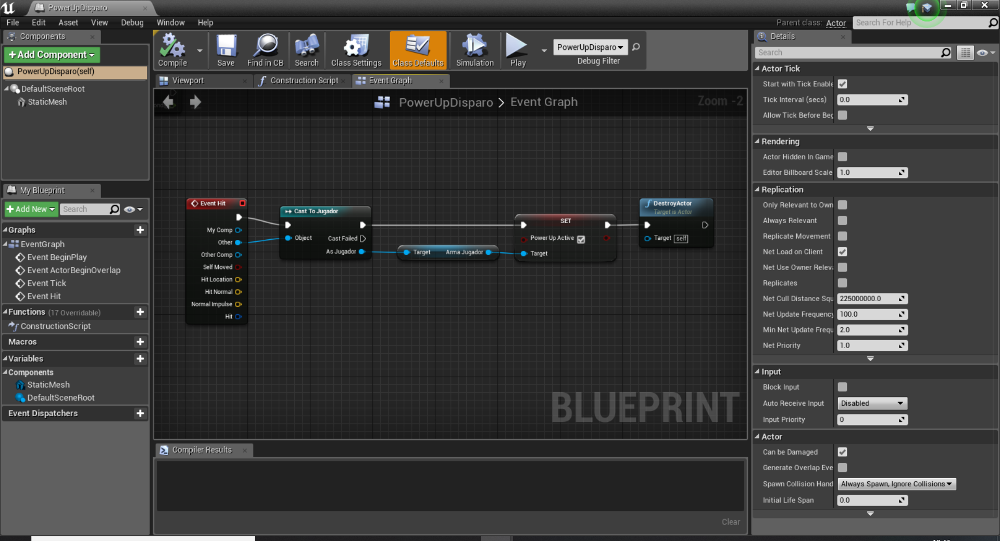 PowerUpDisparo
File Edit Asset View Debug Window Help
Parent class: Actor
Search For Help
Components
+Add Component
PowerUpDisparo(self)
DefaultSceneRoot
StaticMesh
Compile
Save
Find in CB
Search
Class Settings
Class Defaults
Simulation
Play
PowerUpDisparo
Debug Filter
Viewport
Construction Script
Event Graph
PowerUpDisparo > Event Graph
Zoom -2
My Blueprint
+Add New
Search
Graphs
EventGraph
Event BeginPlay
Event ActorBeginOverlap
Event Tick
Event Hit
Functions (17 Overridable)
ConstructionScript
Macros
Variables
Components
StaticMesh
DefaultSceneRoot
Event Dispatchers
Event Hit
My Comp
Other
Other Comp
Self Moved
Hit Location
Hit Normal
Normal Impulse
Hit
Cast To Jugador
Object
Cast Failed
As Jugador
Target
Arma Jugador
SET
Power Up Active
Target
DestroyActor
Target is Actor
Target self
BLUEPRINT
Compiler Results
Clear
Details
Search
Actor Tick
Start with Tick Enable
Tick Interval (secs) 0.0
Allow Tick Before Beg
Rendering
Actor Hidden In Game
Editor Billboard Scale 1.0
Replication
Only Relevant to Own
Always Relevant
Replicate Movement
Net Load on Client
Net Use Owner Releva
Replicates
Net Cull Distance Squ 225000000.0
Net Update Frequency 100.0
Min Net Update Frequ 2.0
Net Priority 1.0
Input
Block Input
Auto Receive Input Disabled
Input Priority 0
Actor
Can be Damaged
Generate Overlap Eve
Spawn Collision Hand Always Spawn, Ignore Collisions
Initial Life Span 0.0